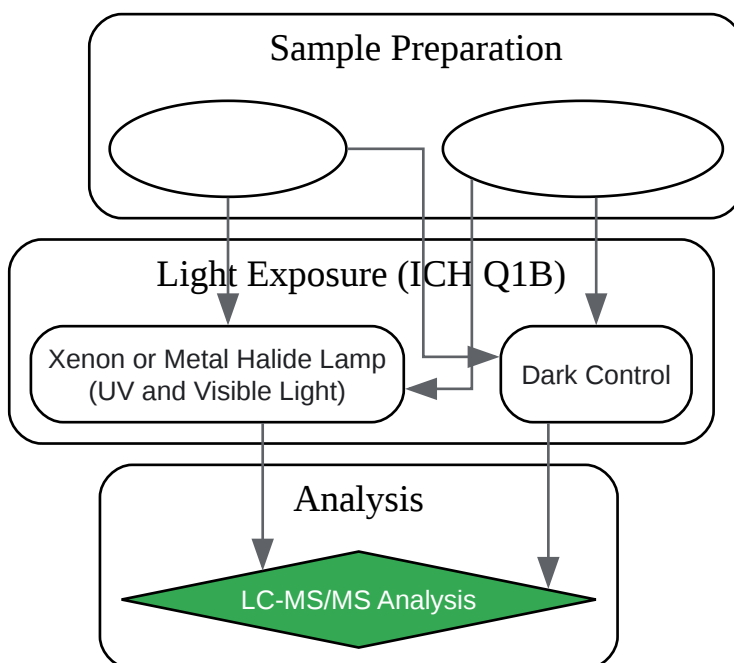 Sample Preparation
Light Exposure (ICH Q1B)
Xenon or Metal Halide Lamp
(UV and Visible Light)
Dark Control
Analysis
LC-MS/MS Analysis